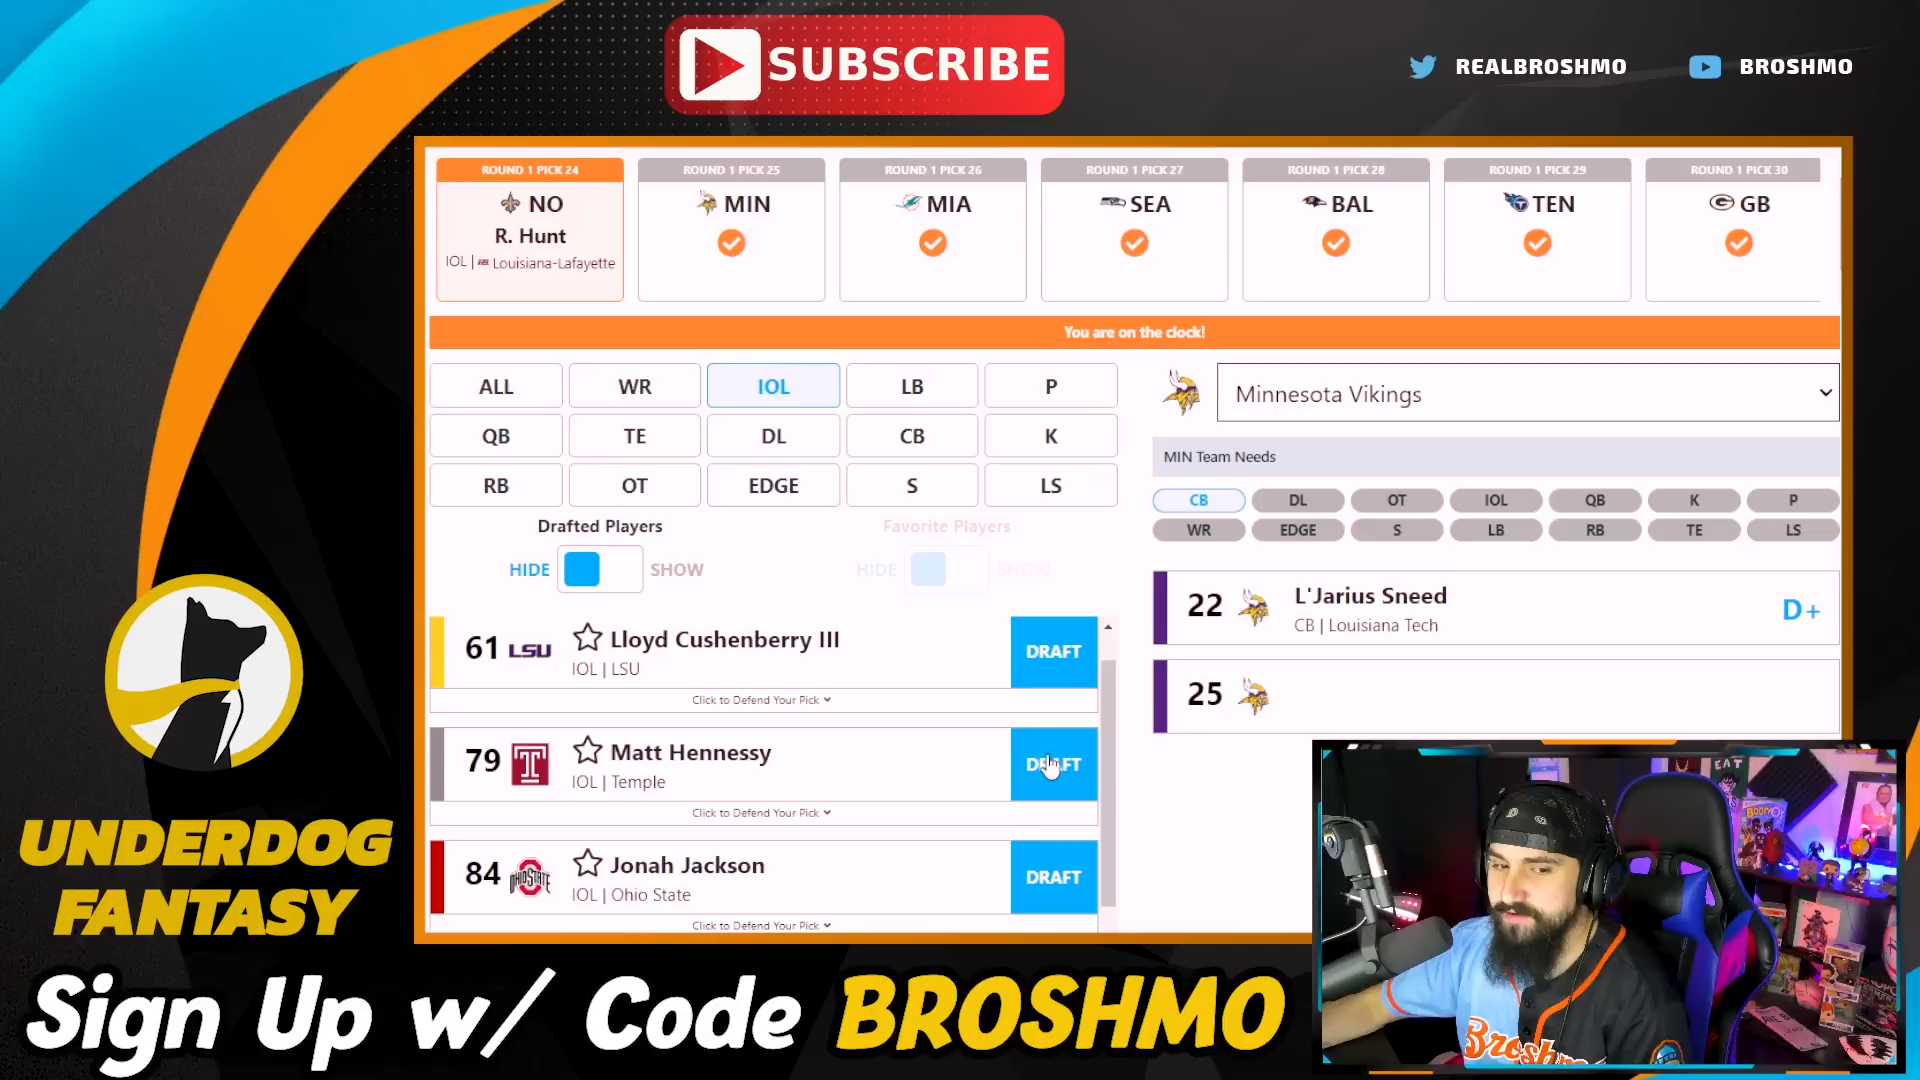 SUBSCRIBE
REALBROSHMO
BROSHMO
ROUND 1 PICK 24
NO
R. Hunt
IOL | Louisiana-Lafayette
ROUND 1 PICK 25
MIN
ROUND 1 PICK 26
MIA
ROUND 1 PICK 27
SEA
ROUND 1 PICK 28
BAL
ROUND 1 PICK 29
TEN
ROUND 1 PICK 30
GB
You are on the clock!
ALL WR IOL LB P
QB TE DL CB K
RB OT EDGE S LS
Drafted Players
HIDE SHOW
Favorite Players
HIDE SHOW
61 LSU Lloyd Cushenberry III
IOL | LSU
DRAFT
Click to Defend Your Pick
79 Matt Hennessy
IOL | Temple
Click to Defend Your Pick
84 OHIO STATE Jonah Jackson
IOL | Ohio State
DRAFT
Click to Defend Your Pick
Minnesota Vikings
MIN Team Needs
CB DL OT IOL QB K P
WR EDGE S LB RB TE LS
22 L'Jarius Sneed
CB | Louisiana Tech
D+
25
UNDERDOG
FANTASY
Sign Up w/ Code BROSHMO
EAT